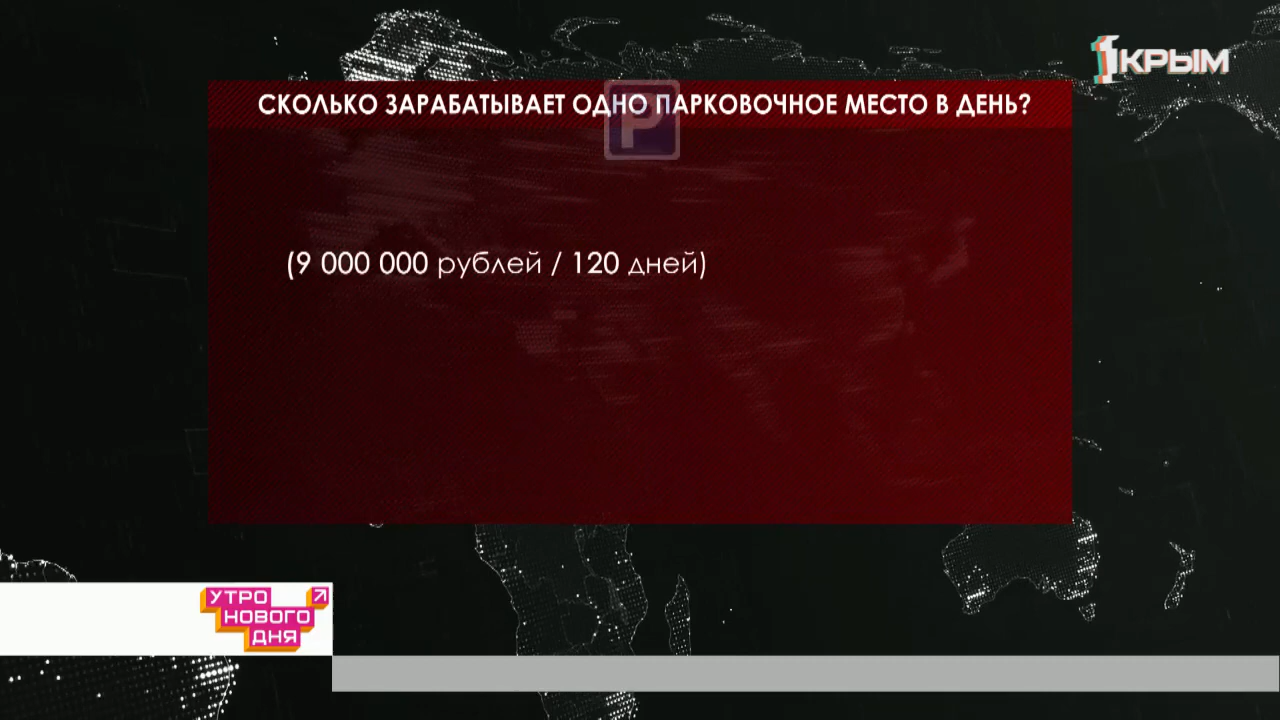 1КРЫМ
СКОЛЬКО ЗАРАБАТЫВАЕТ ОДНО ПАРКОВОЧНОЕ МЕСТО В ДЕНЬ?
P
(9 000 000 рублей / 120 дней)
УТРО
НОВОГО
ДНЯ